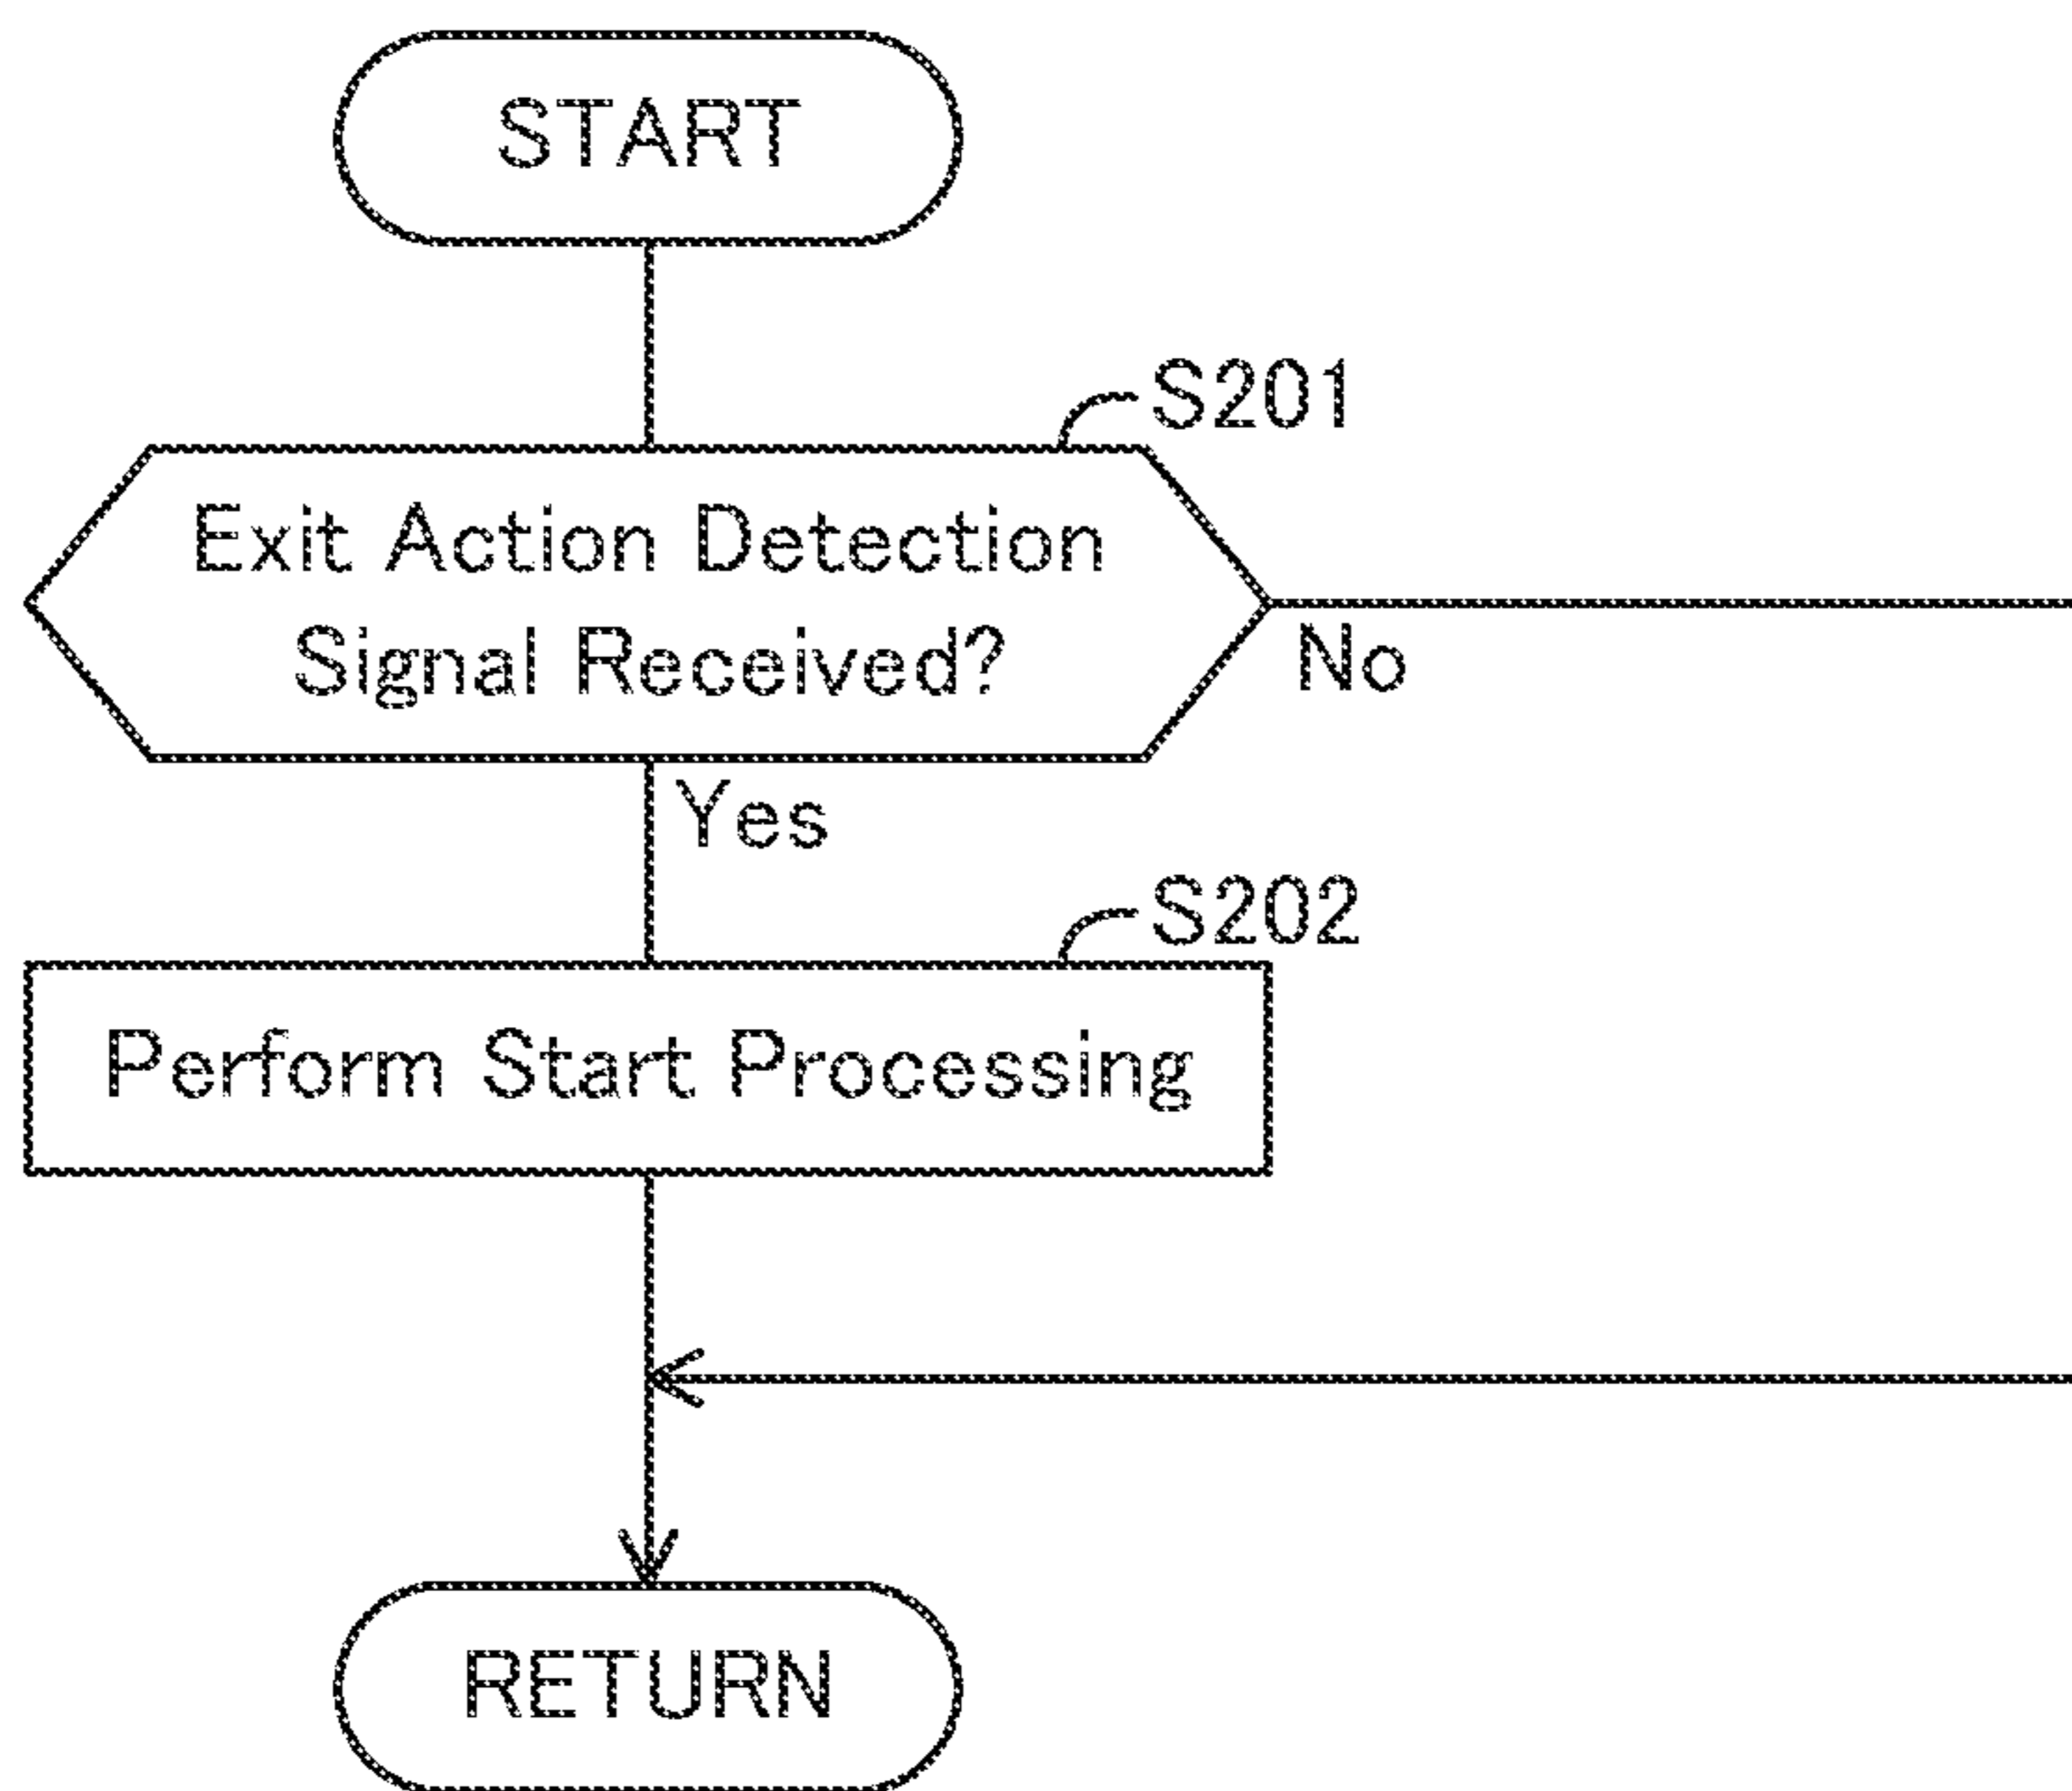 START
S201
Exit Action Detection
Signal Received?
No
Yes
S202
Perform Start Processing
RETURN